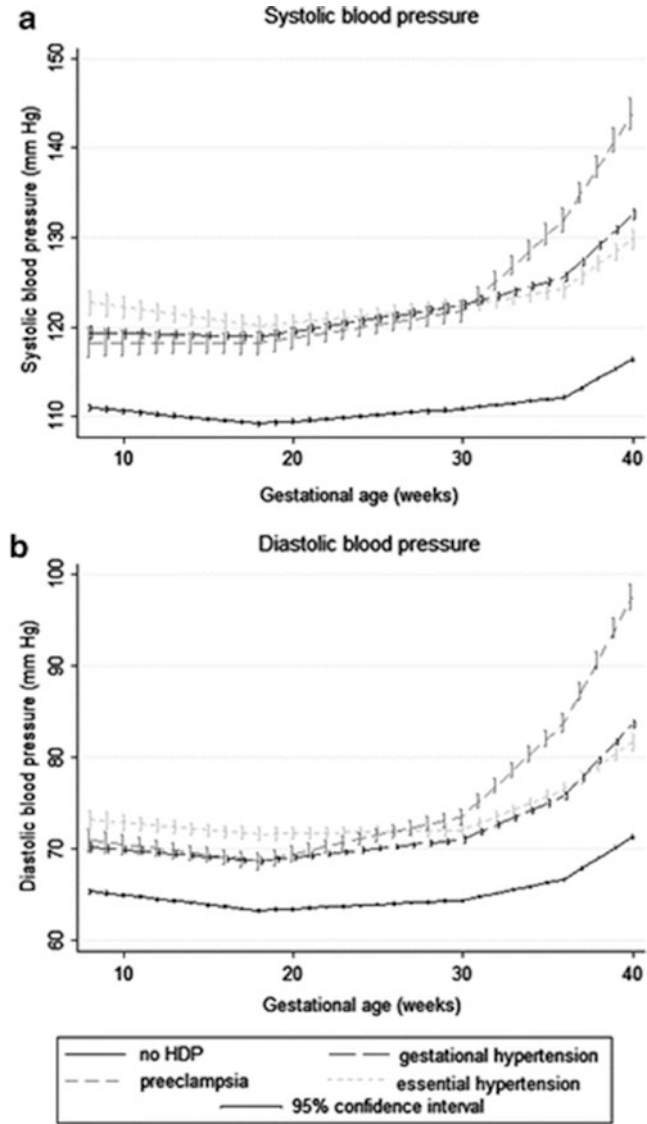 a
Systolic blood pressure
Systolic blood pressure (mm Hg)
150
140
130
120
110
10 20 30 40
Gestational age (weeks)
b
Diastolic blood pressure
Diastolic blood pressure (mm Hg)
100
90
80
70
60
10 20 30 40
Gestational age (weeks)
no HDP gestational hypertension
preeclampsia essential hypertension
95% confidence interval